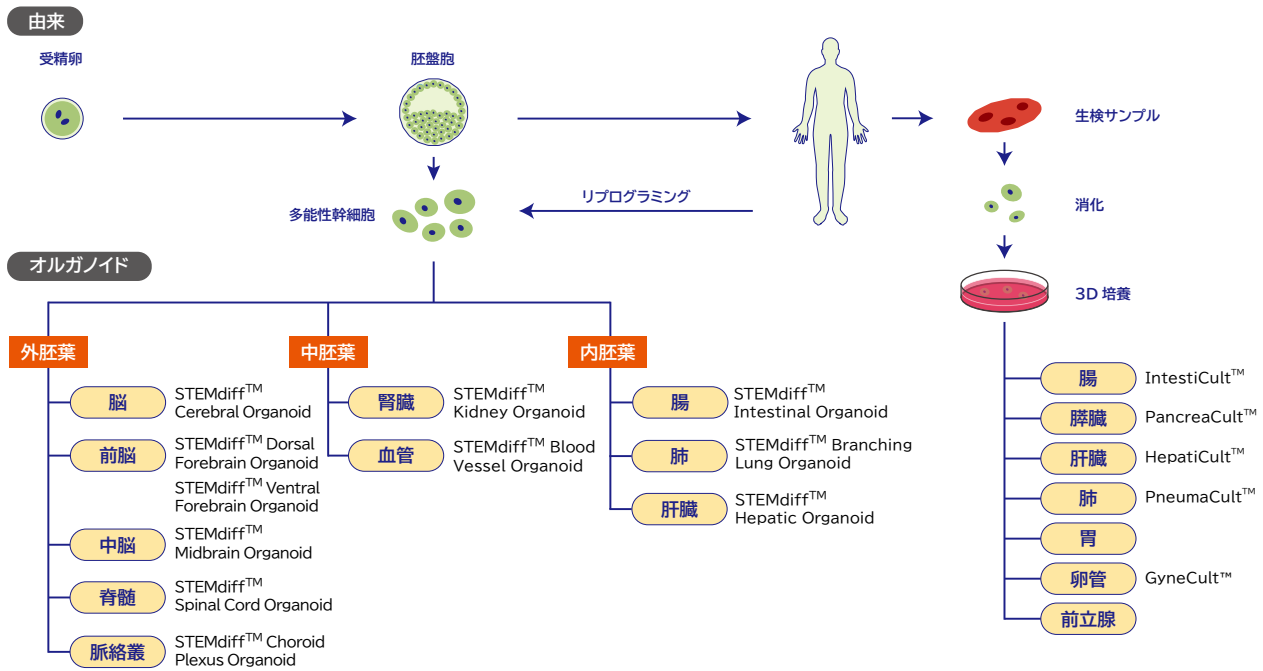 由来
受精卵
胚盤胞
生検サンプル
リプログラミング
多能性幹細胞
消化
オルガノイド
3D 培養
外胚葉
脳
STEMdiff™
Cerebral Organoid
前脳
STEMdiff™ Dorsal
Forebrain Organoid
STEMdiff™ Ventral
Forebrain Organoid
中脳
STEMdiff™
Midbrain Organoid
脊髄
STEMdiff™
Spinal Cord Organoid
脈絡叢
STEMdiff™ Choroid
Plexus Organoid
中胚葉
腎臓
STEMdiff™
Kidney Organoid
血管
STEMdiff™ Blood
Vessel Organoid
内胚葉
腸
STEMdiff™
Intestinal Organoid
肺
STEMdiff™ Branching
Lung Organoid
肝臓
STEMdiff™
Hepatic Organoid
腸 IntestiCult™
膵臓 PancreaCult™
肝臓 HepatiCult™
肺 PneumaCult™
胃
卵管 GyneCult™
前立腺